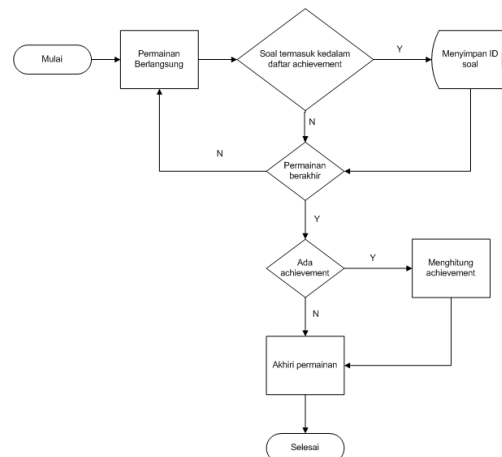 Mulai
Permainan
Berlangsung
Soal termasuk kedalam
daftar achievement
Y
Menyimpan ID
soal
N
N
Permainan
berakhir
Y
Ada
achievement
Y
Menghitung
achievement
N
Akhiri permainan
Selesai